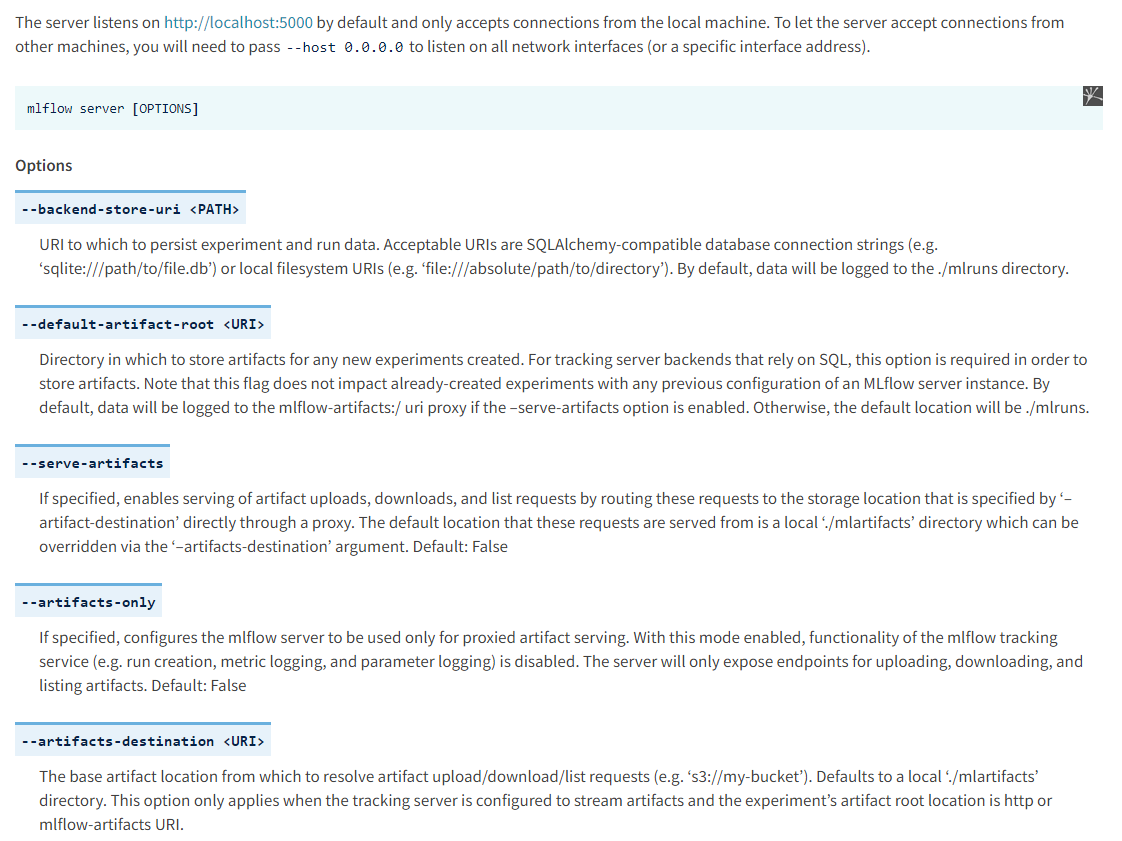 The server listens on http://localhost:5000 by default and only accepts connections from the local machine. To let the server accept connections from
other machines, you will need to pass --host 0.0.0.0 to listen on all network interfaces (or a specific interface address).
mlflow server [OPTIONS]
Options
--backend-store-uri <PATH>
URI to which to persist experiment and run data. Acceptable URIs are SQLAlchemy-compatible database connection strings (e.g.
‘sqlite:///path/to/file.db’) or local filesystem URIs (e.g. ‘file:///absolute/path/to/directory’). By default, data will be logged to the ./mlruns directory.
--default-artifact-root <URI>
Directory in which to store artifacts for any new experiments created. For tracking server backends that rely on SQL, this option is required in order to
store artifacts. Note that this flag does not impact already-created experiments with any previous configuration of an MLflow server instance. By
default, data will be logged to the mlflow-artifacts:/ uri proxy if the –serve-artifacts option is enabled. Otherwise, the default location will be ./mlruns.
--serve-artifacts
If specified, enables serving of artifact uploads, downloads, and list requests by routing these requests to the storage location that is specified by ‘–
artifact-destination’ directly through a proxy. The default location that these requests are served from is a local ‘./mlartifacts’ directory which can be
overridden via the ‘–artifacts-destination’ argument. Default: False
--artifacts-only
If specified, configures the mlflow server to be used only for proxied artifact serving. With this mode enabled, functionality of the mlflow tracking
service (e.g. run creation, metric logging, and parameter logging) is disabled. The server will only expose endpoints for uploading, downloading, and
listing artifacts. Default: False
--artifacts-destination <URI>
The base artifact location from which to resolve artifact upload/download/list requests (e.g. ‘s3://my-bucket’). Defaults to a local ‘./mlartifacts’
directory. This option only applies when the tracking server is configured to stream artifacts and the experiment’s artifact root location is http or
mlflow-artifacts URI.